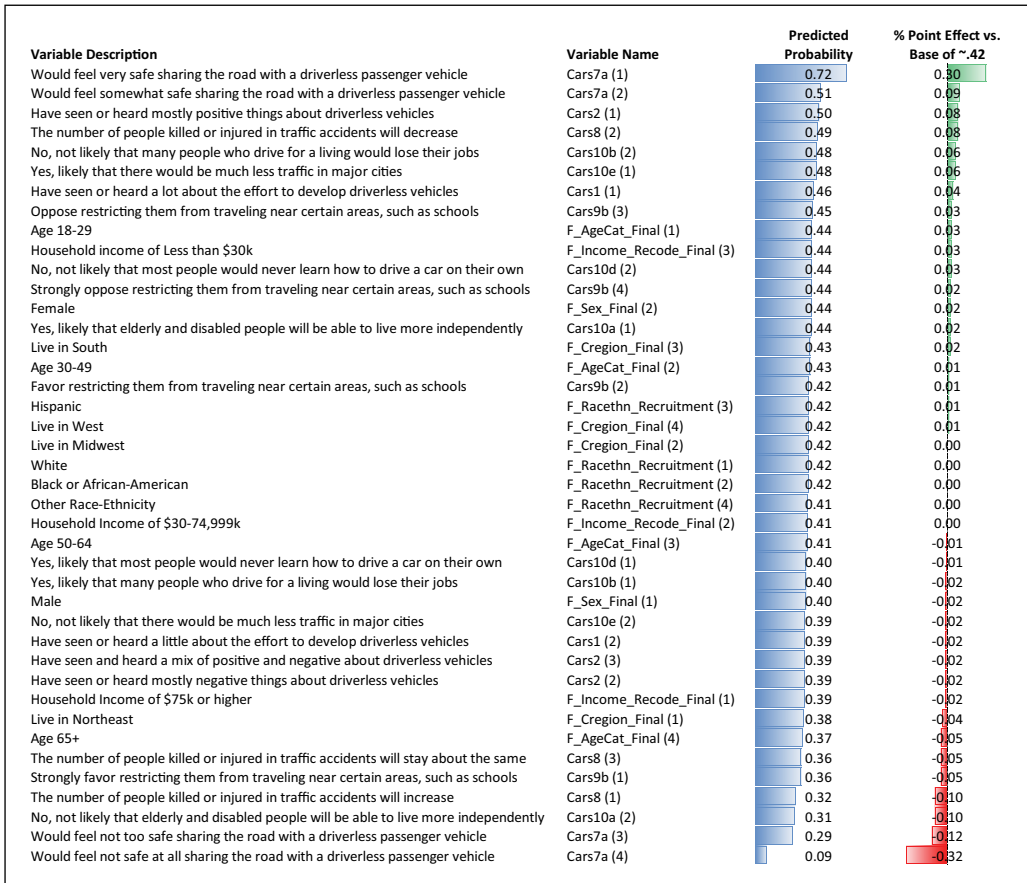 Predicted % Point Effect vs.
Variable Description Variable Name Probability Base of ~.42
Would feel very safe sharing the road with a driverless passenger vehicle Cars7a (1) 0.72 0.30
Would feel somewhat safe sharing the road with a driverless passenger vehicle Cars7a (2) 0.51 0.09
Have seen or heard mostly positive things about driverless vehicles Cars2 (1) 0.50 0.08
The number of people killed or injured in traffic accidents will decrease Cars8 (2) 0.49 0.08
No, not likely that many people who drive for a living would lose their jobs Cars10b (2) 0.48 0.06
Yes, likely that there would be much less traffic in major cities Cars10e (1) 0.48 0.06
Have seen or heard a lot about the effort to develop driverless vehicles Cars1 (1) 0.46 0.04
Oppose restricting them from traveling near certain areas, such as schools Cars9b (3) 0.45 0.03
Age 18-29 F_AgeCat_Final (1) 0.44 0.03
Household income of Less than $30k F_Income_Recode_Final (3) 0.44 0.03
No, not likely that most people would never learn how to drive a car on their own Cars10d (2) 0.44 0.03
Strongly oppose restricting them from traveling near certain areas, such as schools Cars9b (4) 0.44 0.02
Female F_Sex_Final (2) 0.44 0.02
Yes, likely that elderly and disabled people will be able to live more independently Cars10a (1) 0.44 0.02
Live in South F_Cregion_Final (3) 0.43 0.02
Age 30-49 F_AgeCat_Final (2) 0.43 0.01
Favor restricting them from traveling near certain areas, such as schools Cars9b (2) 0.42 0.01
Hispanic F_Racethn_Recruitment (3) 0.42 0.01
Live in West F_Cregion_Final (4) 0.42 0.01
Live in Midwest F_Cregion_Final (2) 0.42 0.00
White F_Racethn_Recruitment (1) 0.42 0.00
Black or African-American F_Racethn_Recruitment (2) 0.42 0.00
Other Race-Ethnicity F_Racethn_Recruitment (4) 0.41 0.00
Household Income of $30-74,999k F_Income_Recode_Final (2) 0.41 0.00
Age 50-64 F_AgeCat_Final (3) 0.41 -0.01
Yes, likely that most people would never learn how to drive a car on their own Cars10d (1) 0.40 -0.01
Yes, likely that many people who drive for a living would lose their jobs Cars10b (1) 0.40 -0.02
Male F_Sex_Final (1) 0.40 -0.02
No, not likely that there would be much less traffic in major cities Cars10e (2) 0.39 -0.02
Have seen or heard a little about the effort to develop driverless vehicles Cars1 (2) 0.39 -0.02
Have seen and heard a mix of positive and negative about driverless vehicles Cars2 (3) 0.39 -0.02
Have seen or heard mostly negative things about driverless vehicles Cars2 (2) 0.39 -0.02
Household Income of $75k or higher F_Income_Recode_Final (1) 0.39 -0.02
Live in Northeast F_Cregion_Final (1) 0.38 -0.04
Age 65+ F_AgeCat_Final (4) 0.37 -0.05
The number of people killed or injured in traffic accidents will stay about the same Cars8 (3) 0.36 -0.05
Strongly favor restricting them from traveling near certain areas, such as schools Cars9b (1) 0.36 -0.05
The number of people killed or injured in traffic accidents will increase Cars8 (1) 0.32 -0.10
No, not likely that elderly and disabled people will be able to live more independently Cars10a (2) 0.31 -0.10
Would feel not too safe sharing the road with a driverless passenger vehicle Cars7a (3) 0.29 -0.12
Would feel not safe at all sharing the road with a driverless passenger vehicle Cars7a (4) 0.09 -0.32